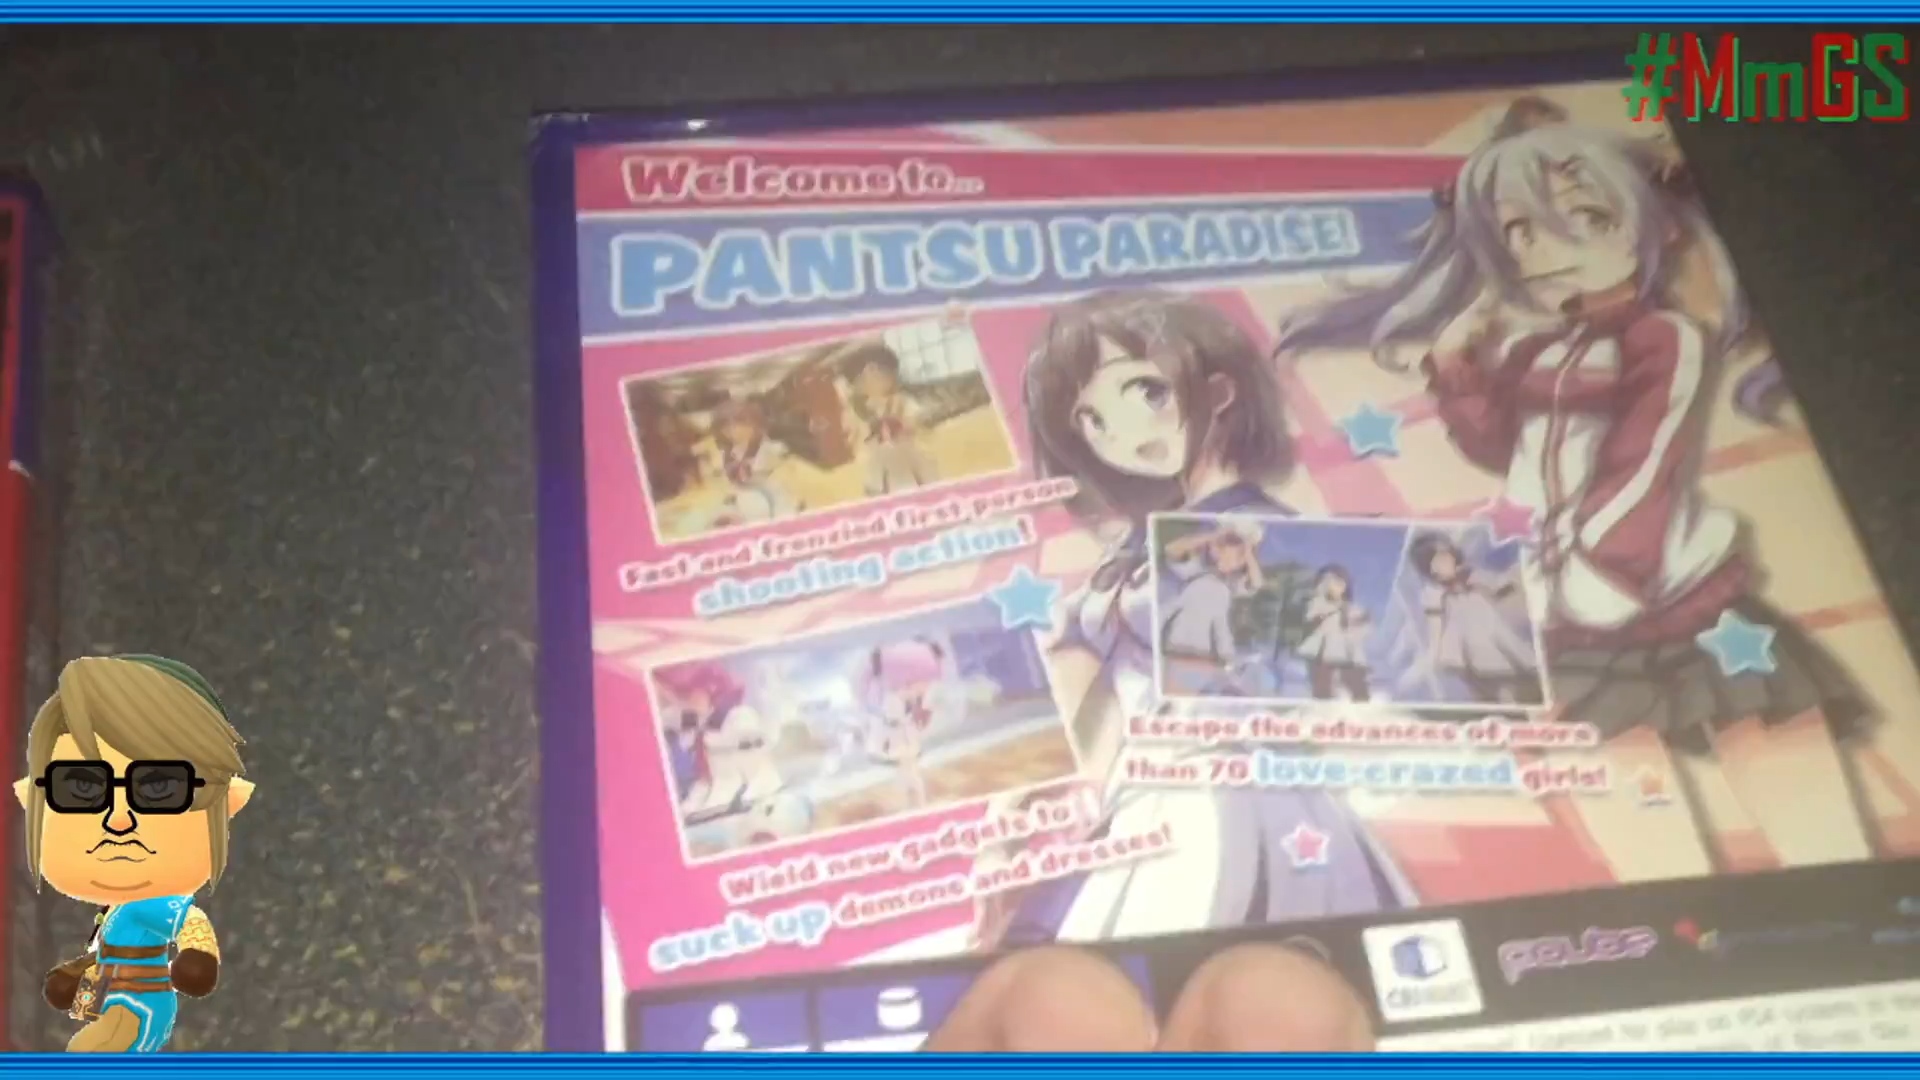 #MmGS
Welcome to...
PANTSU PARADISE!
Fast and frenzied first person
shooting action!
Escape the advances of more
than 70 love-crazed girls!
Wield new gadgets to
suck up demons and dresses!